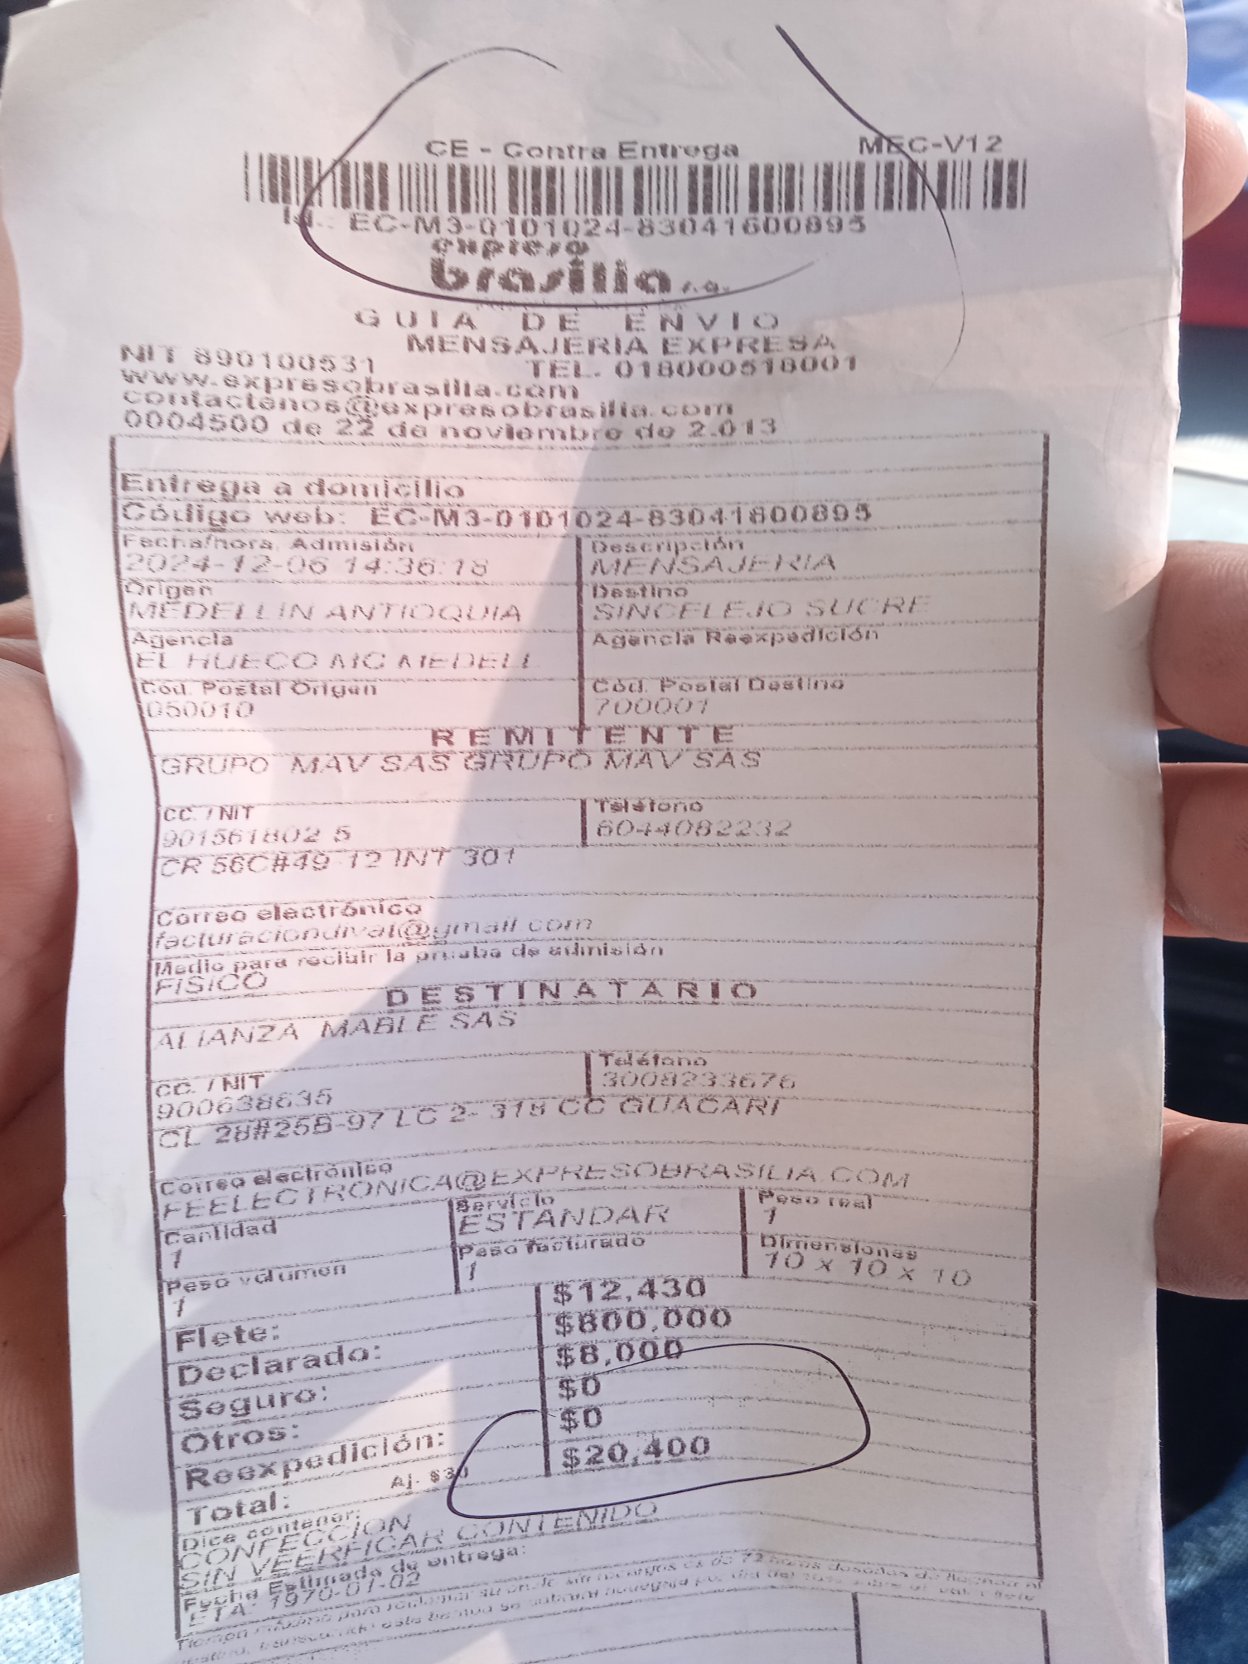 CE - Contra Entrega MEC-V12
EC-M3-0101024-83041600895
expreso
brasilia s.a.
GUIA DE ENVIO
MENSAJERIA EXPRESA
NIT 890100531 TEL. 018000518001
www.expresobrasilia.com
contactenos@expresobrasilia.com
0004500 de 22 de noviembre de 2.013
Entrega a domicilio
Código web: EC-M3-0101024-83041600895
Fecha/hora Admisión Descripción
2024-12-06 14:36:18 MENSAJERIA
Origen Destino
MEDELLIN ANTIOQUIA SINCELEJO SUCRE
Agencia Agencia Reexpedición
EL HUECO MC MEDELL
Cód. Postal Origen Cód. Postal Destino
050010 700001
REMITENTE
GRUPO MAV SAS GRUPO MAV SAS
CC. / NIT Teléfono
901561802 5 6044082232
CR 56C#49 12 INT 301
Correo electrónico
facturaciondival@gmail.com
Medio para recibir la prueba de admisión
FISICO
DESTINATARIO
ALIANZA MABLE SAS
CC. / NIT Teléfono
900638635 3008233676
CL 28#25B-97 LC 2- 318 CC GUACARI
Correo electrónico
FEELECTRONICA@EXPRESOBRASILIA.COM
Cantidad Servicio Peso real
1 ESTANDAR 1
Peso volumen Peso facturado Dimensiones
1 1 10 x 10 x 10
Flete: $12,430
Declarado: $800,000
Seguro: $8,000
Otros: $0
Reexpedición: $0
Total: Aj. $30 $20,400
Dice contener:
CONFECCION
SIN VEERFICAR CONTENIDO
Fecha Estimada de entrega:
ETA: 1970-01-02